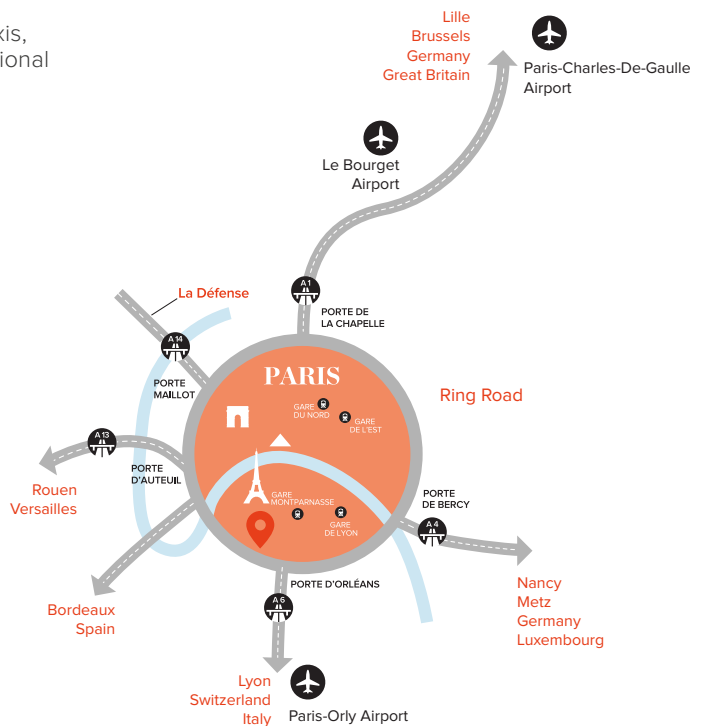 xis,
ional
Lille
Brussels
Germany
Great Britain
Paris-Charles-De-Gaulle
Airport
Le Bourget
Airport
A 1
PORTE DE
LA CHAPELLE
La Défense
A 14
PORTE
MAILLOT
PARIS
GARE
DU NORD
GARE
DE L'EST
Ring Road
A 13
PORTE
D'AUTEUIL
Rouen
Versailles
GARE
MONTPARNASSE
GARE
DE LYON
PORTE
DE BERCY
A 4
Nancy
Metz
Germany
Luxembourg
Bordeaux
Spain
PORTE D'ORLÉANS
A 6
Lyon
Switzerland
Italy
Paris-Orly Airport